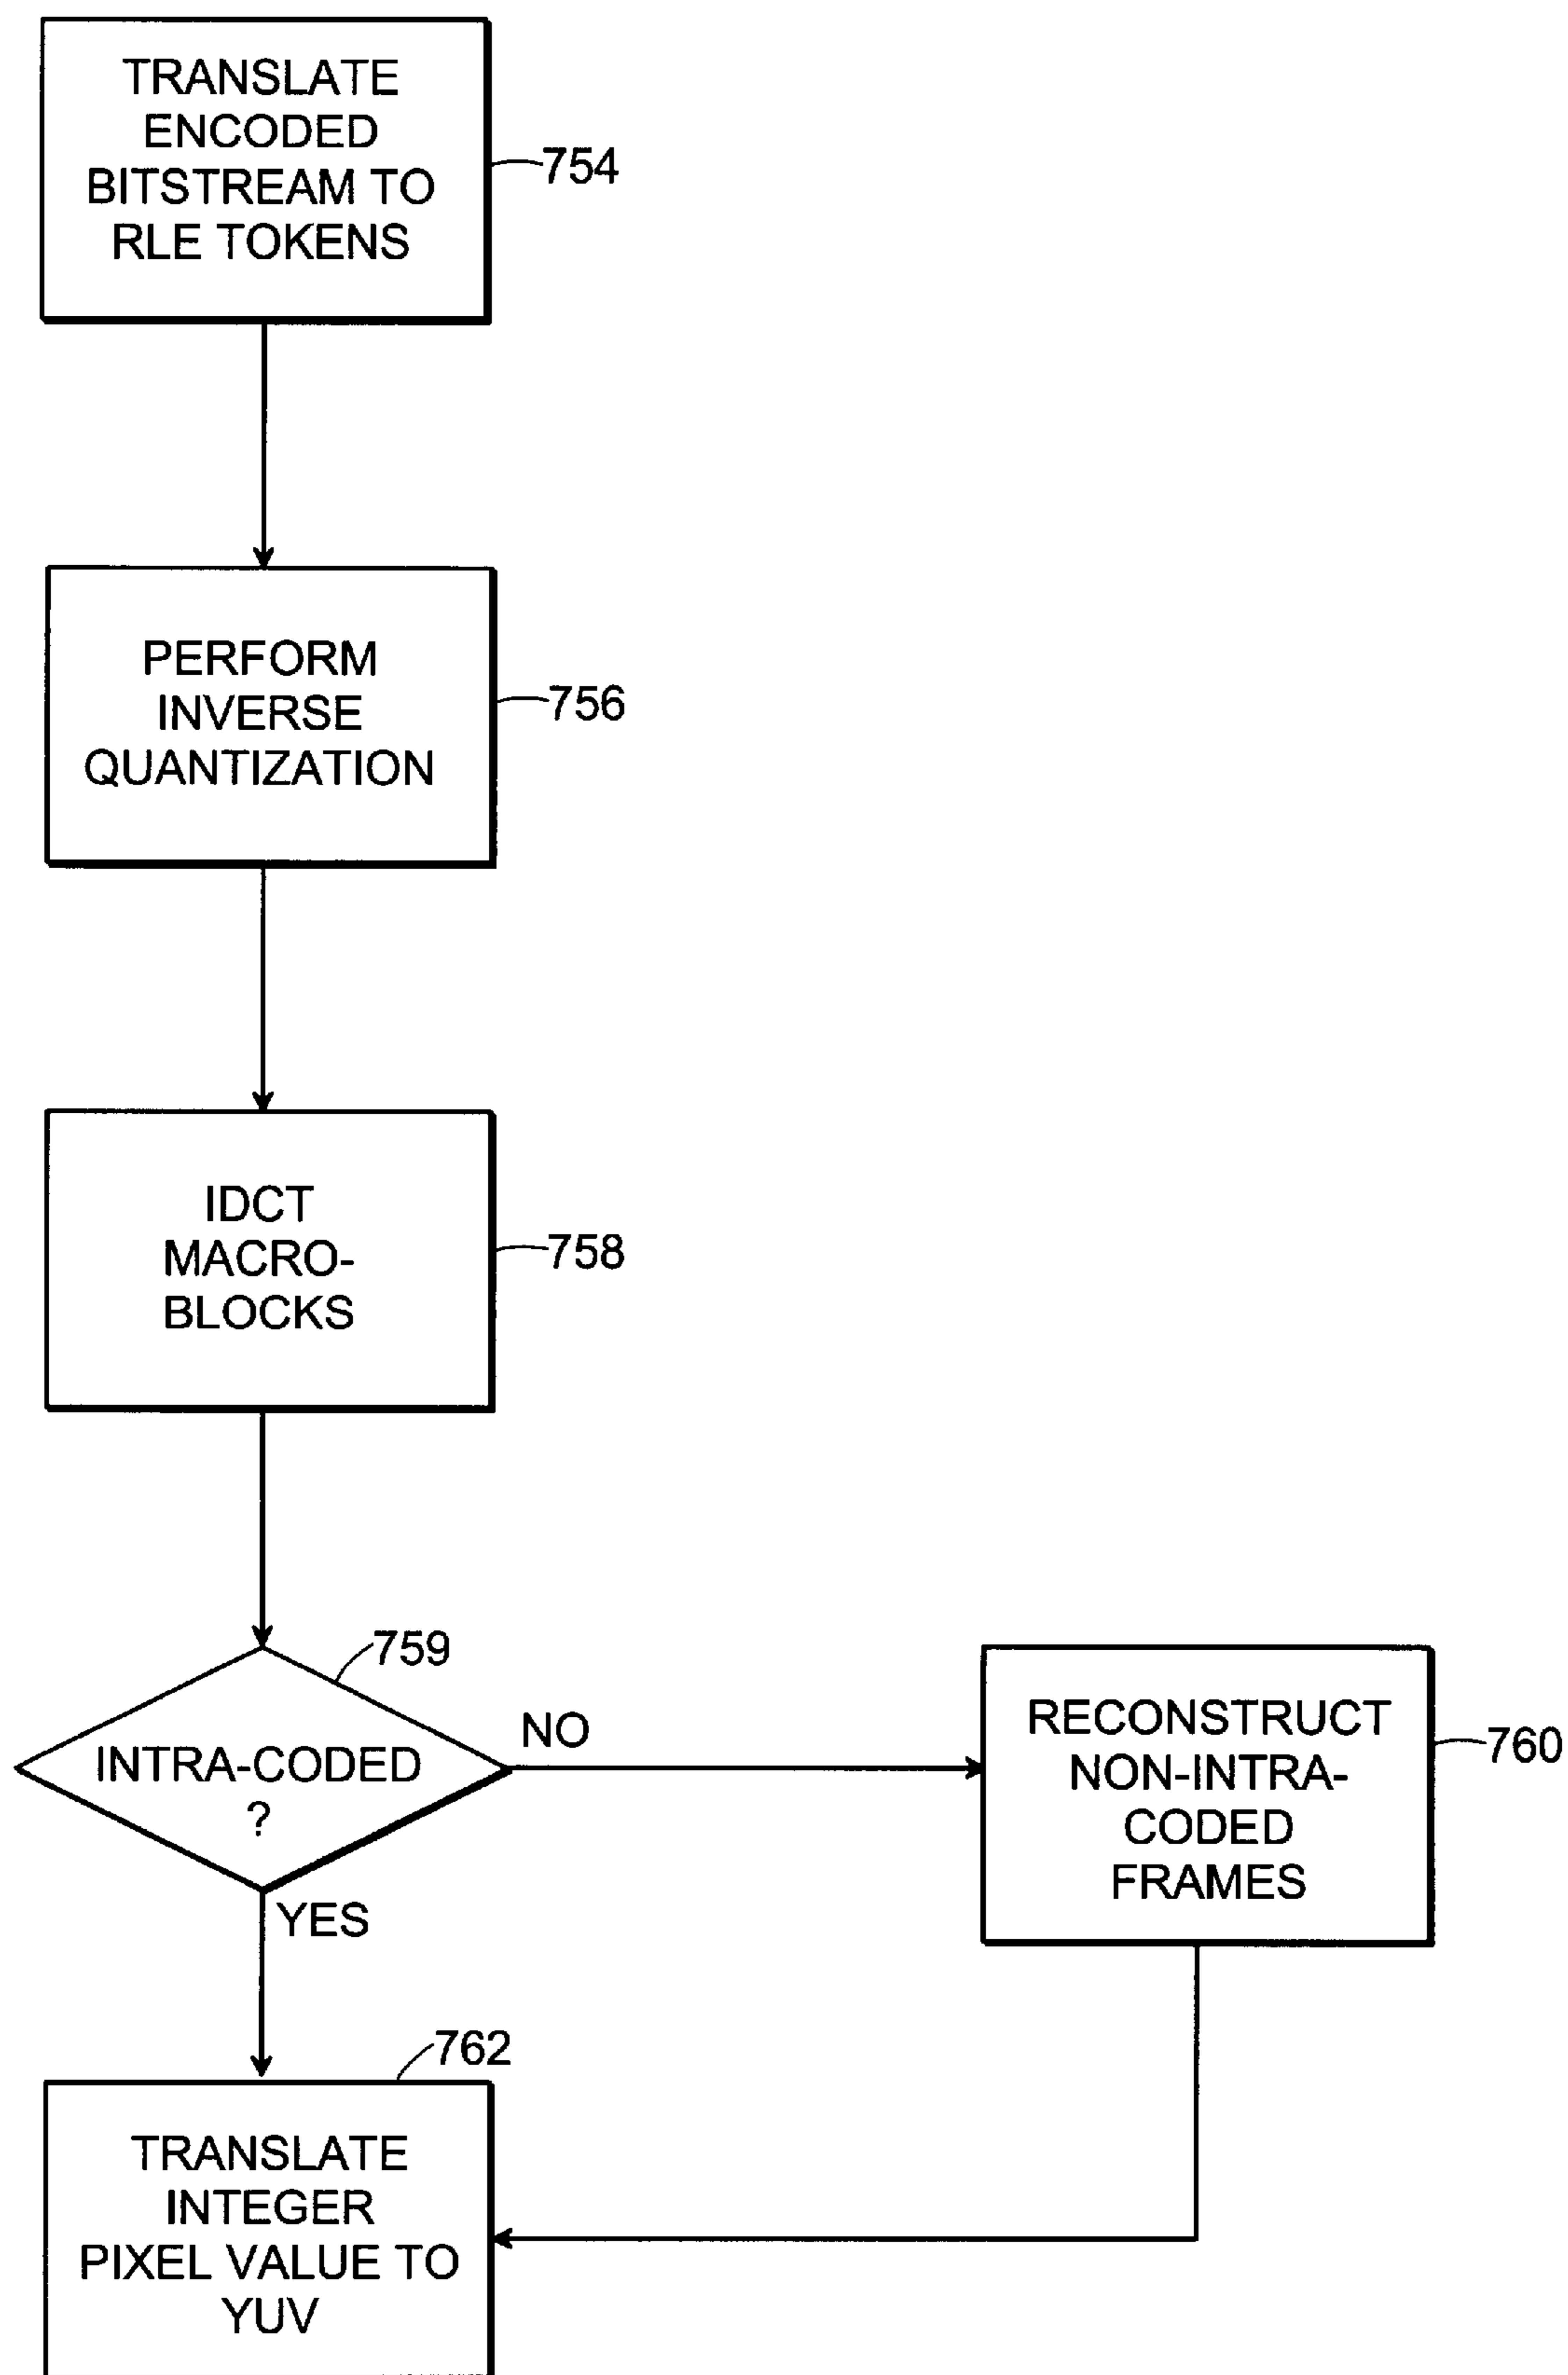 TRANSLATE
ENCODED
BITSTREAM TO
RLE TOKENS
754
PERFORM
INVERSE
QUANTIZATION
756
IDCT
MACRO-
BLOCKS
758
759
INTRA-CODED
?
NO
YES
RECONSTRUCT
NON-INTRA-
CODED
FRAMES
760
762
TRANSLATE
INTEGER
PIXEL VALUE TO
YUV